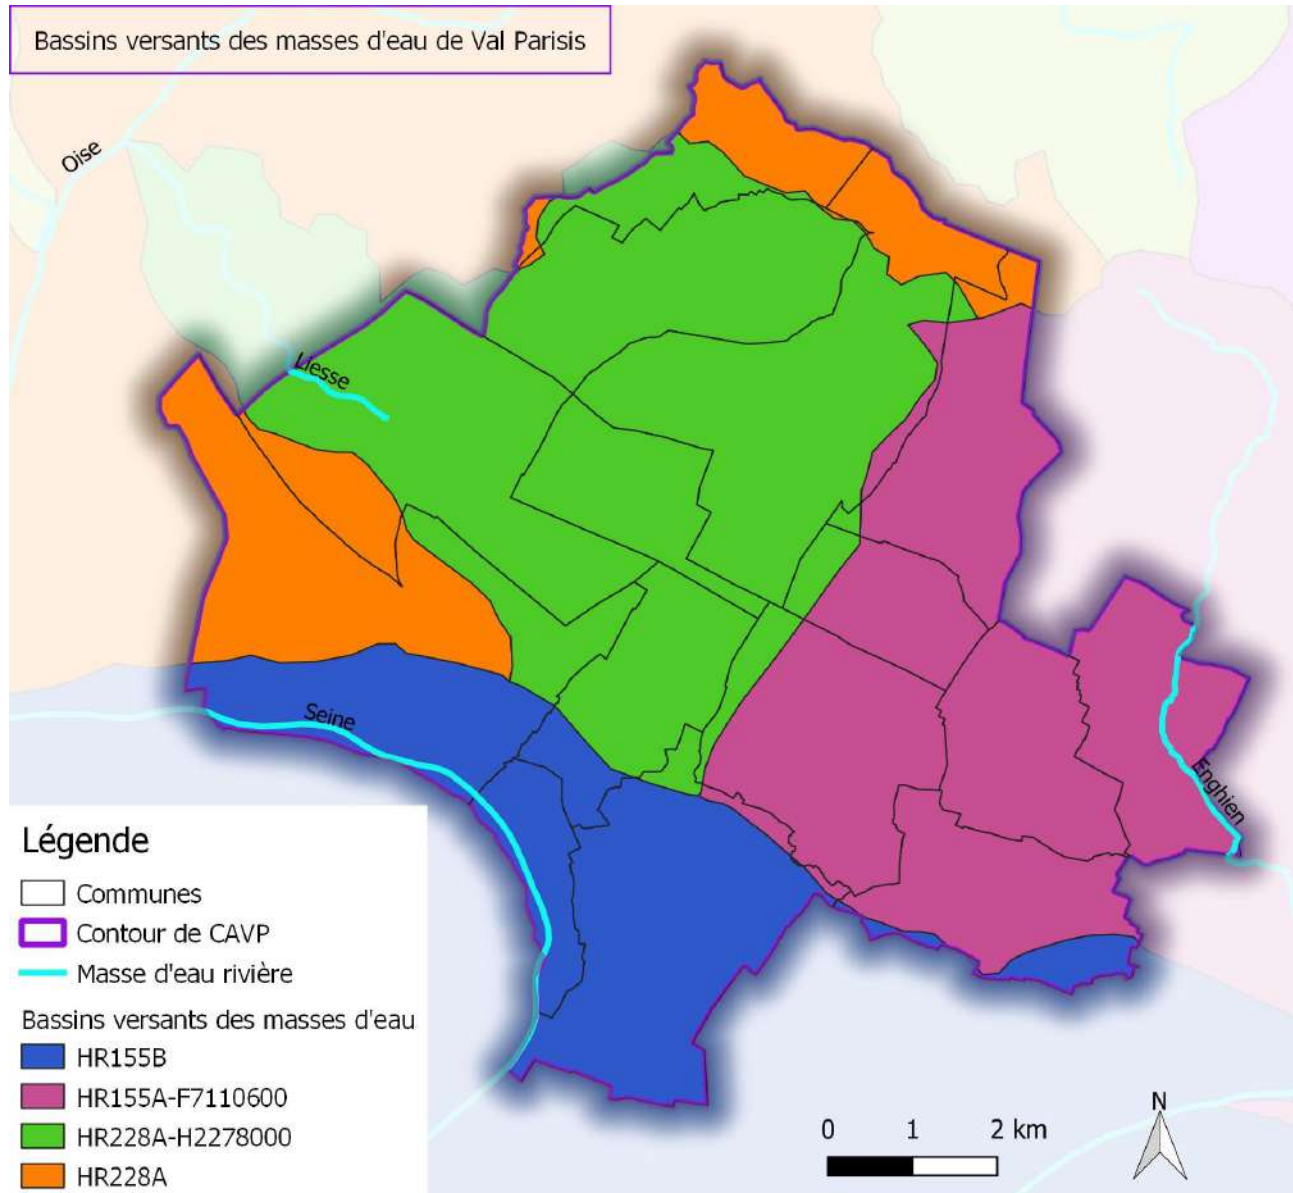 Bassins versants des masses d'eau de Val Parisis
Oise
Liesse
Seine
Enghien
Légende
Communes
Contour de CAVP
Masse d'eau rivière
Bassins versants des masses d'eau
HR155B
HR155A-F7110600
HR228A-H2278000
HR228A
0 1 2 km
N